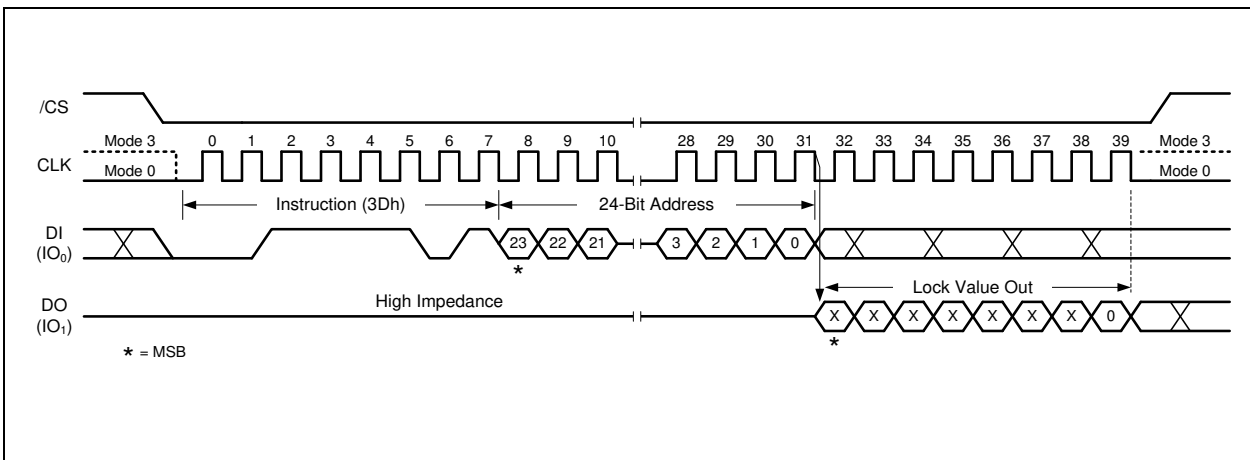 /CS
Mode 3 0 1 2 3 4 5 6 7 8 9 10 28 29 30 31 32 33 34 35 36 37 38 39 Mode 3
CLK Mode 0 Mode 0
Instruction (3Dh) 24-Bit Address
DI
(IO₀)
23 22 21 3 2 1 0
*
Lock Value Out
DO
(IO₁)
High Impedance
X X X X X X X 0
*
* = MSB